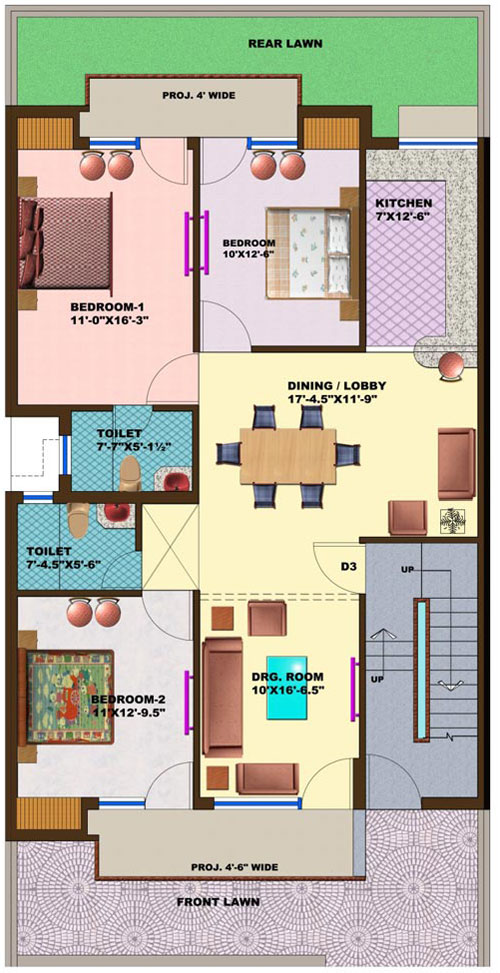 REAR LAWN
PROJ. 4' WIDE
KITCHEN
7'X12'-6"
BEDROOM
10'X12'-6"
BEDROOM-1
11'-0"X16'-3"
DINING / LOBBY
17'-4.5"X11'-9"
TOILET
7'-7"X5'-1½"
TOILET
7'-4.5"X5'-6"
D3
UP
UP
DRG. ROOM
10'X16'-6.5"
BEDROOM-2
11'X12'-9.5"
PROJ. 4'-6" WIDE
FRONT LAWN